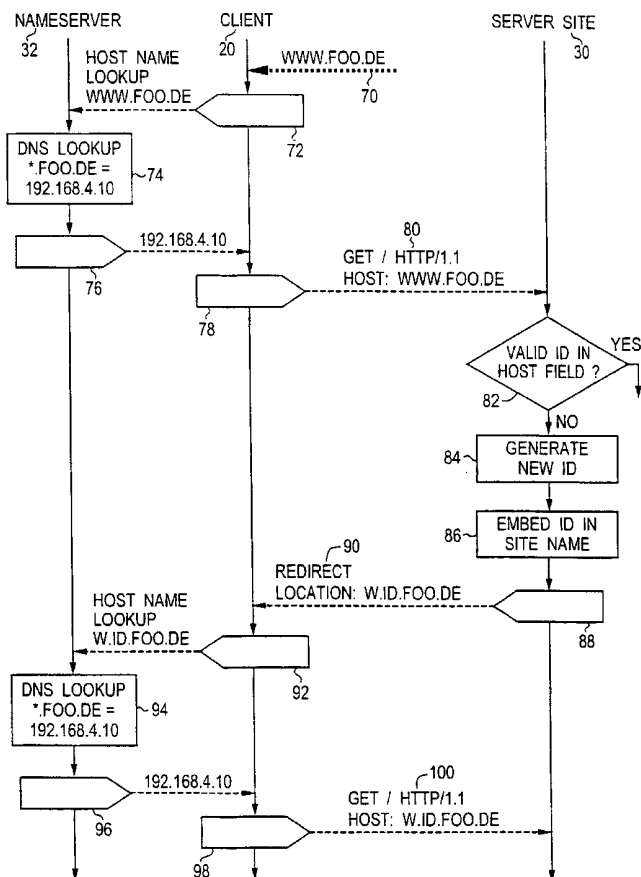 NAMESERVER
32
CLIENT
20
SERVER SITE
30
WWW.FOO.DE
70
HOST NAME
LOOKUP
WWW.FOO.DE
72
DNS LOOKUP
*.FOO.DE =
192.168.4.10
74
192.168.4.10
76
80
GET / HTTP/1.1
HOST: WWW.FOO.DE
78
VALID ID IN
HOST FIELD ?
YES
82
NO
84
GENERATE
NEW ID
86
EMBED ID IN
SITE NAME
90
REDIRECT
LOCATION: W.ID.FOO.DE
88
HOST NAME
LOOKUP
W.ID.FOO.DE
92
DNS LOOKUP
*.FOO.DE =
192.168.4.10
94
192.168.4.10
96
100
GET / HTTP/1.1
HOST: W.ID.FOO.DE
98